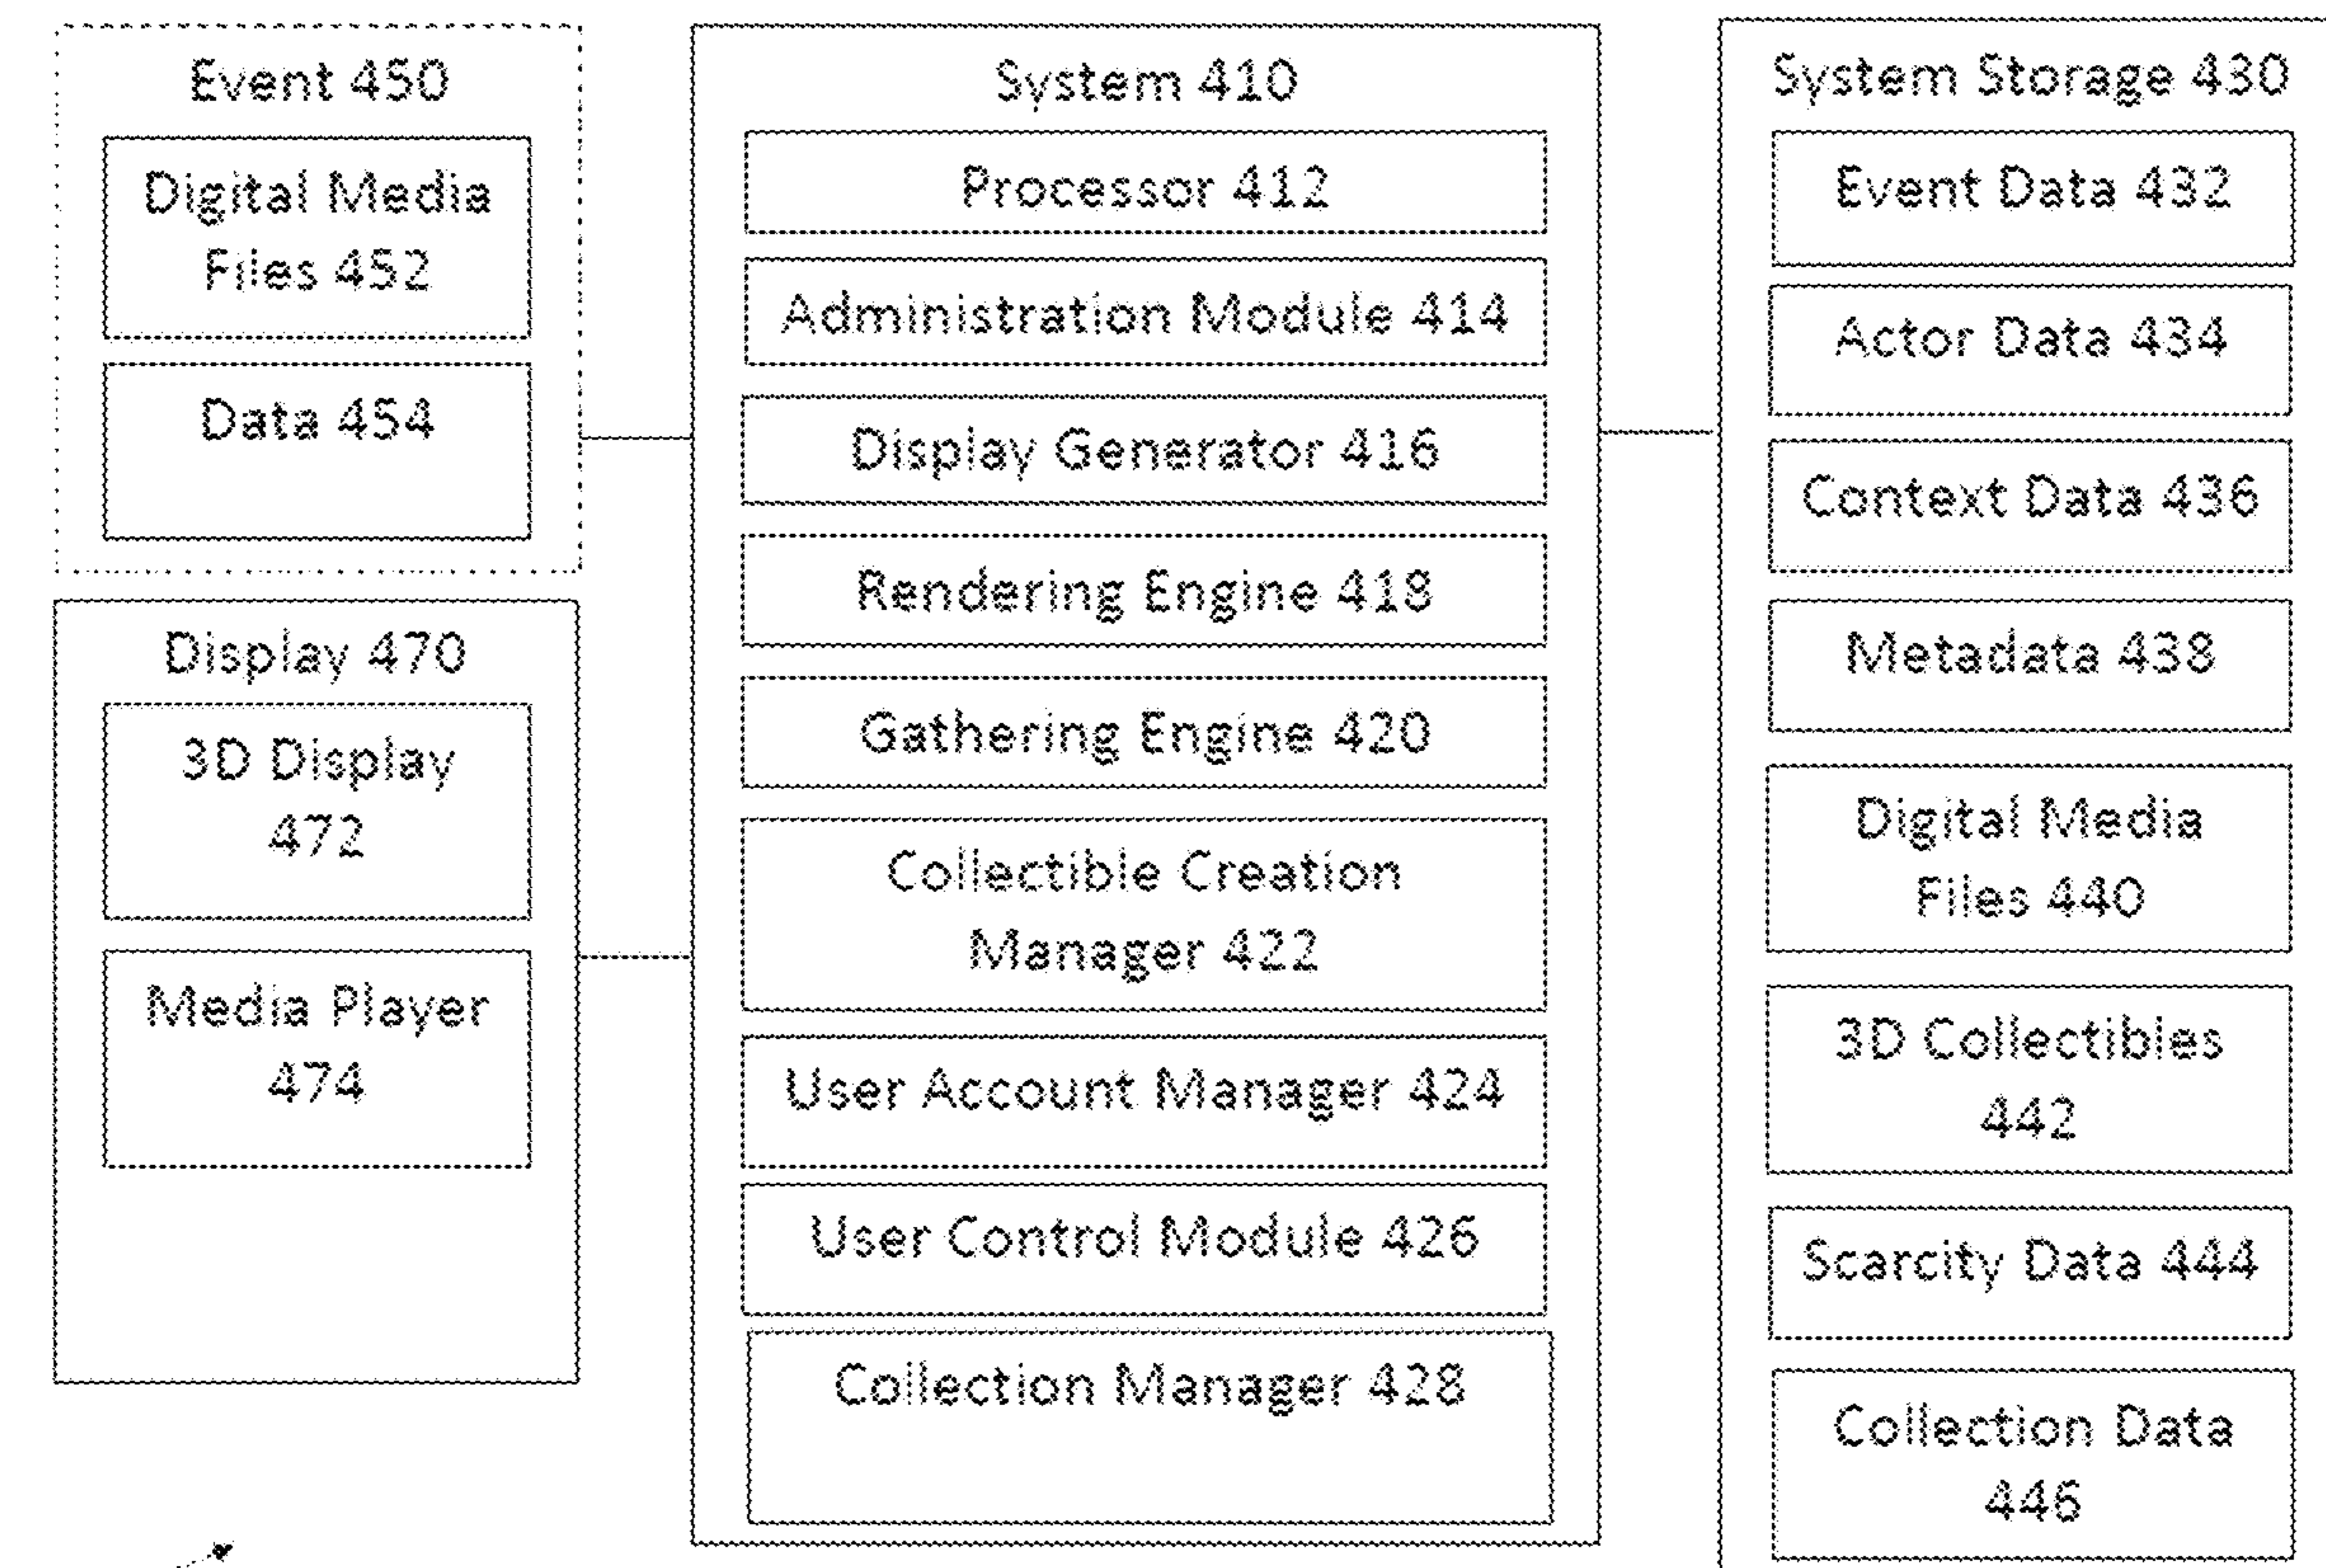 Event 450
Digital Media
Files 452
Data 454
Display 470
3D Display
472
Media Player
474
System 410
Processor 412
Administration Module 414
Display Generator 416
Rendering Engine 418
Gathering Engine 420
Collectible Creation
Manager 422
User Account Manager 424
User Control Module 426
Collection Manager 428
System Storage 430
Event Data 432
Actor Data 434
Context Data 436
Metadata 438
Digital Media
Files 440
3D Collectibles
442
Scarcity Data 444
Collection Data
446